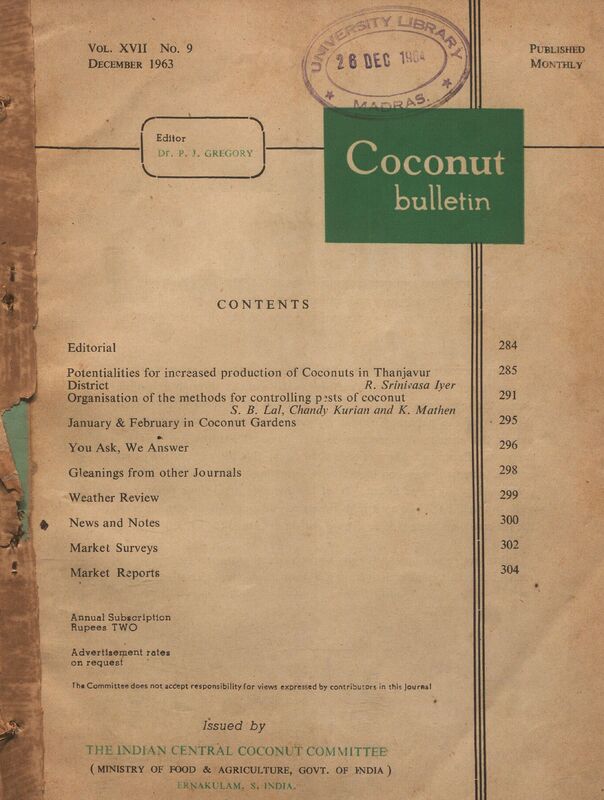 VOL. XVII NO. 9
DECEMBER 1963
UNIVERSITY LIBRARY
26 DEC 1964
MADRAS.
PUBLISHED
MONTHLY
Editor
Dr. P. J. GREGORY
Coconut
bulletin
CONTENTS
Editorial 284
Potentialities for increased production of Coconuts in Thanjavur 285
District R. Srinivasa Iyer
Organisation of the methods for controlling pests of coconut 291
S. B. Lal, Chandy Kurian and K. Mathen
January & February in Coconut Gardens 295
You Ask, We Answer 296
Gleanings from other Journals 298
Weather Review 299
News and Notes 300
Market Surveys 302
Market Reports 304
Annual Subscription
Rupees TWO
Advertisement rates
on request
The Committee does not accept responsibility for views expressed by contributors in this Journal
Issued by
THE INDIAN CENTRAL COCONUT COMMITTEE
( MINISTRY OF FOOD & AGRICULTURE, GOVT. OF INDIA )
ERNAKULAM, S. INDIA.